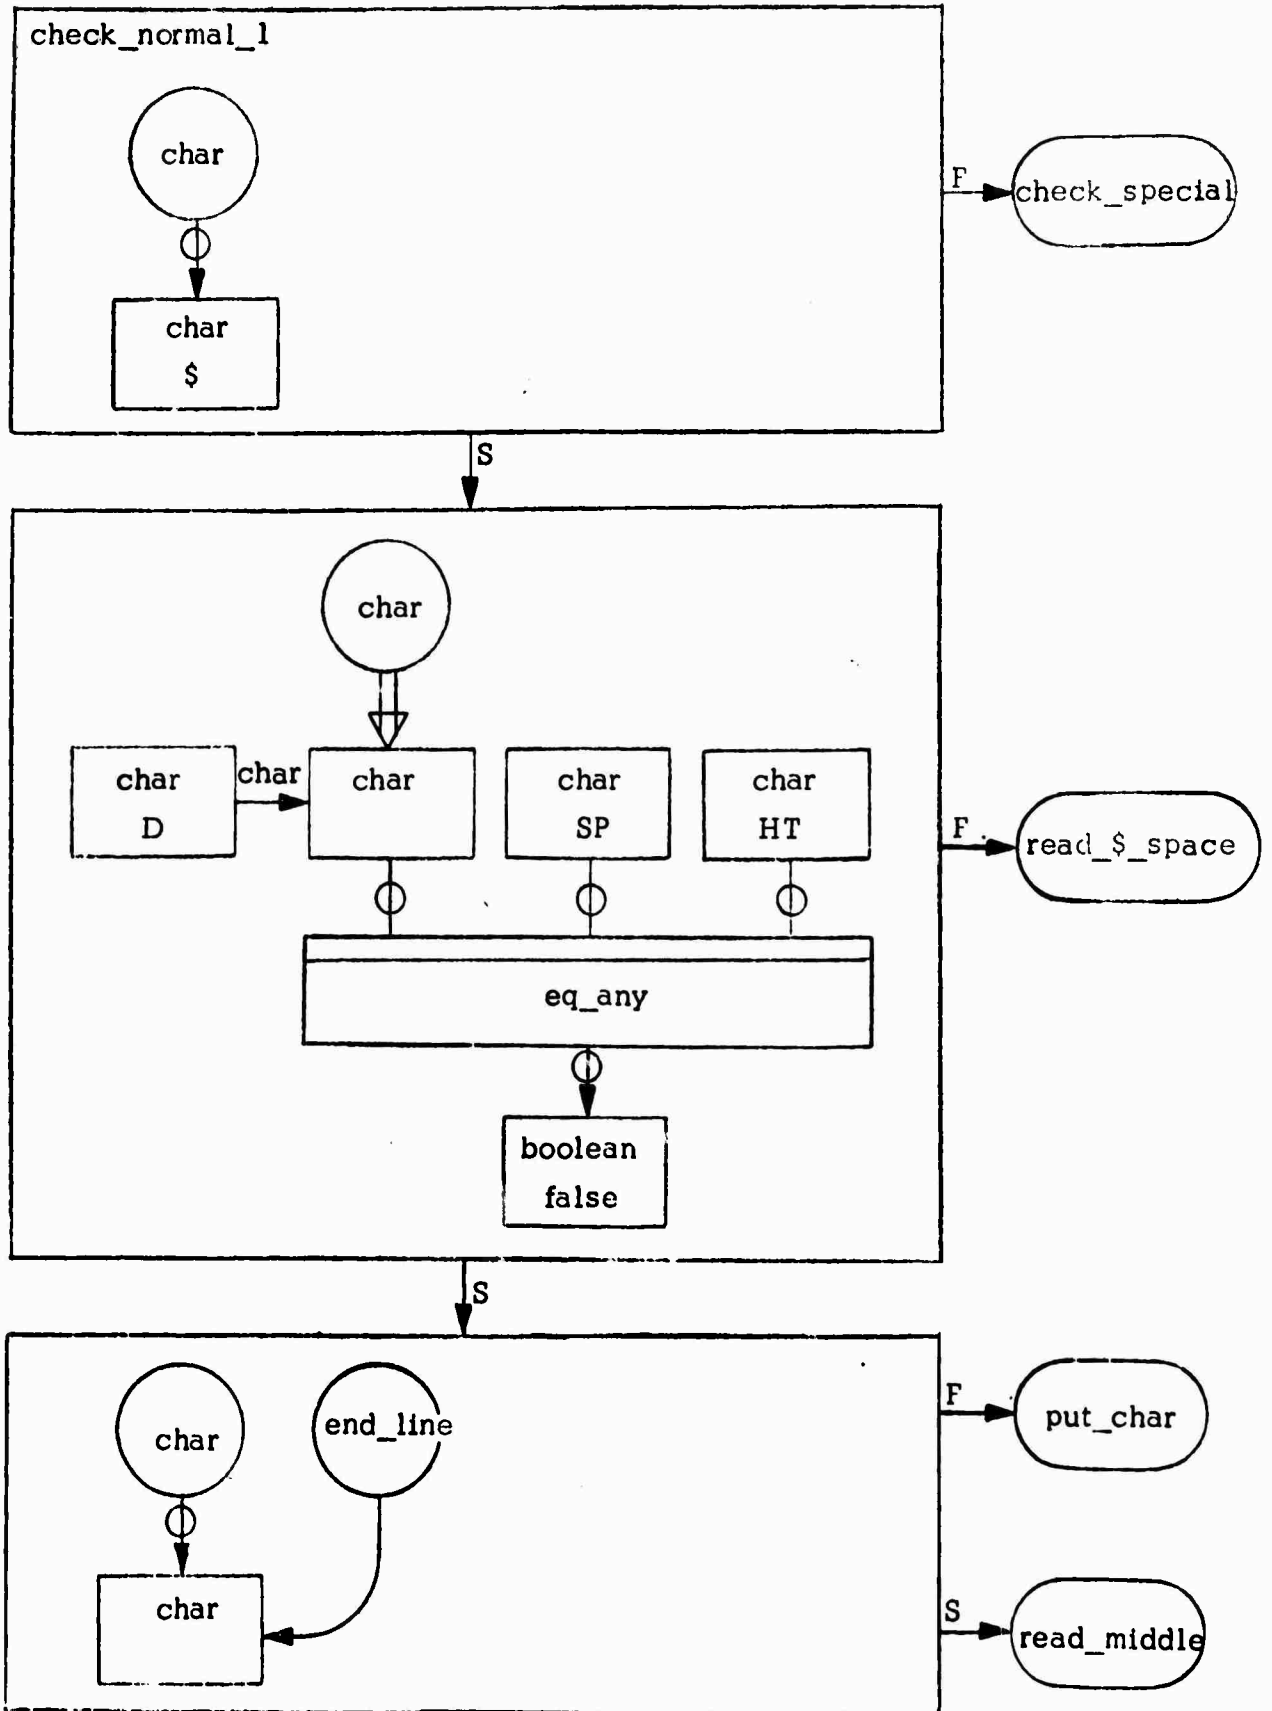 check_normal_1
char
F
check_special
char
$
S
char
char
D
char
char
char
SP
char
HT
F
read_$_space
eq_any
boolean
false
S
char
end_line
F
put_char
char
S
read_middle